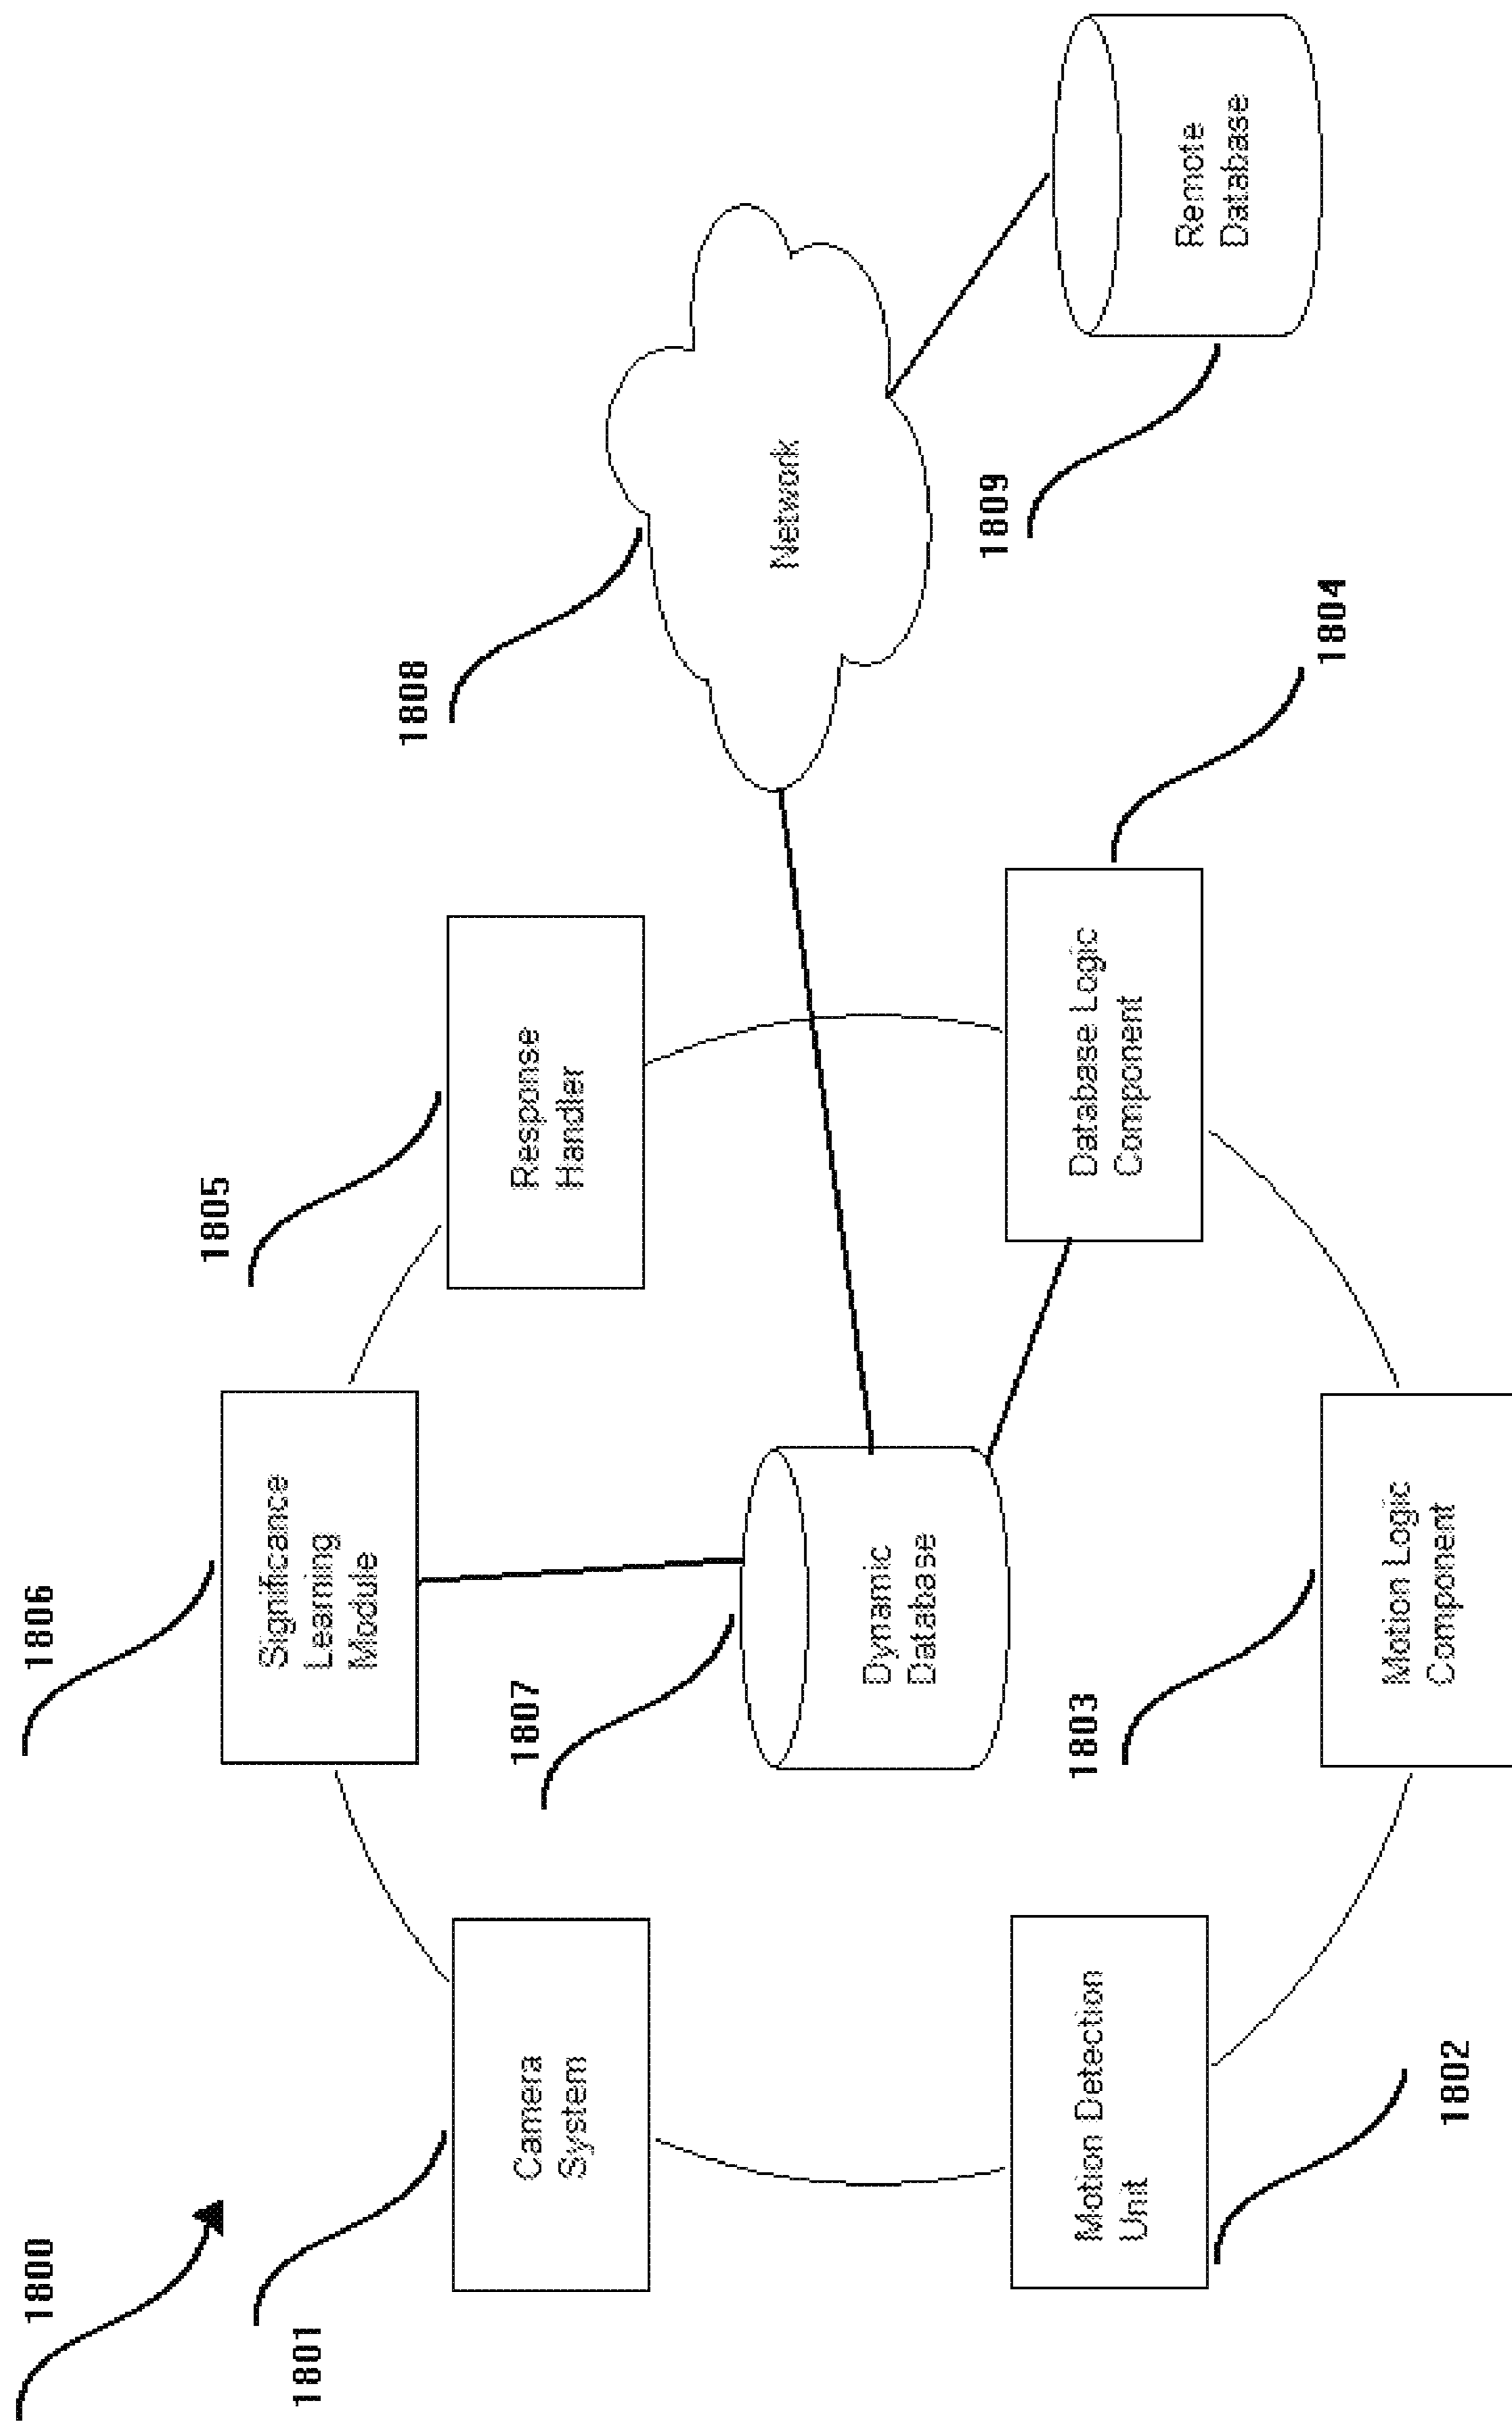 1800
1806
Significance
Learning
Module
1805
1801
Camera
System
Response
Handler
1808
1807
Dynamic
Database
Network
Motion Detection
Unit
Database Logic
Component
1809
Remote
Database
1802
1803
Motion Logic
Component
1804